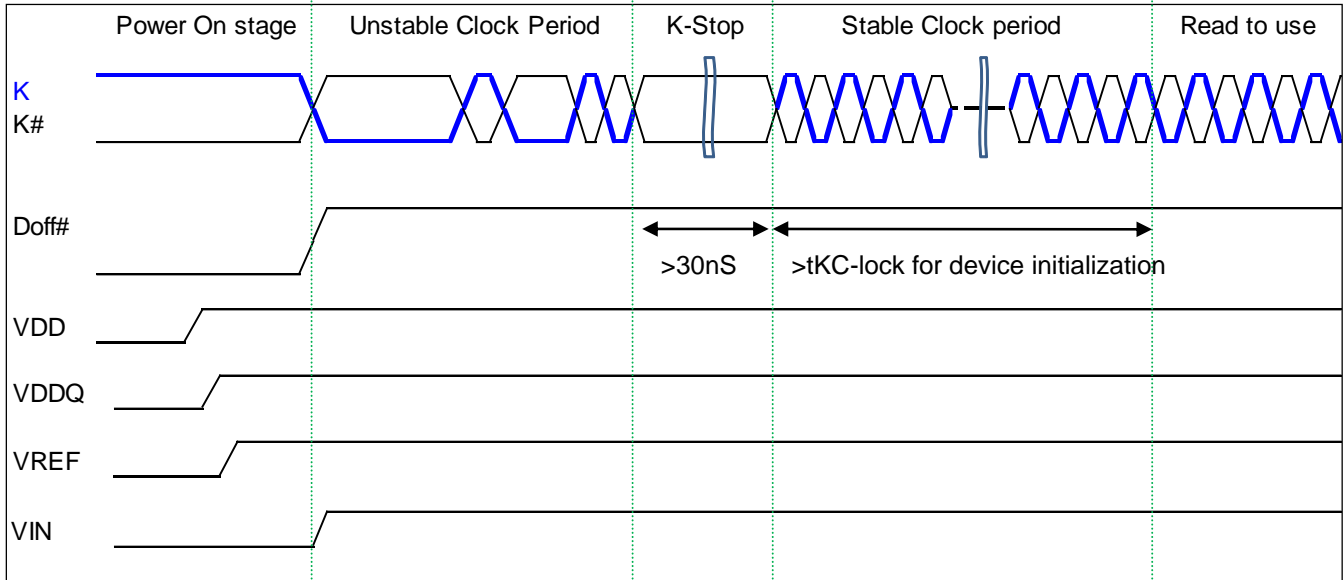 Power On stage Unstable Clock Period K-Stop Stable Clock period Read to use
K
K#
Doff#
>30nS >tKC-lock for device initialization
VDD
VDDQ
VREF
VIN